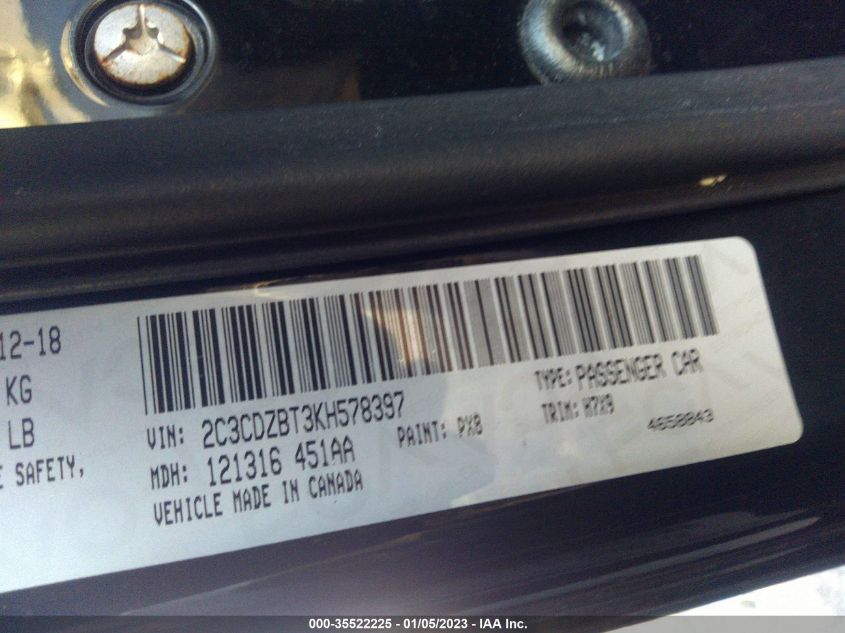 12-18
KG
LB
E SAFETY,
VIN: 2C3CDZBT3KH578397
TYPE: PASSENGER CAR
MDH: 121316 451AA
PAINT: PX8
TRIM: H7X9
VEHICLE MADE IN CANADA
4658843
000-35522225 - 01/05/2023 - IAA Inc.